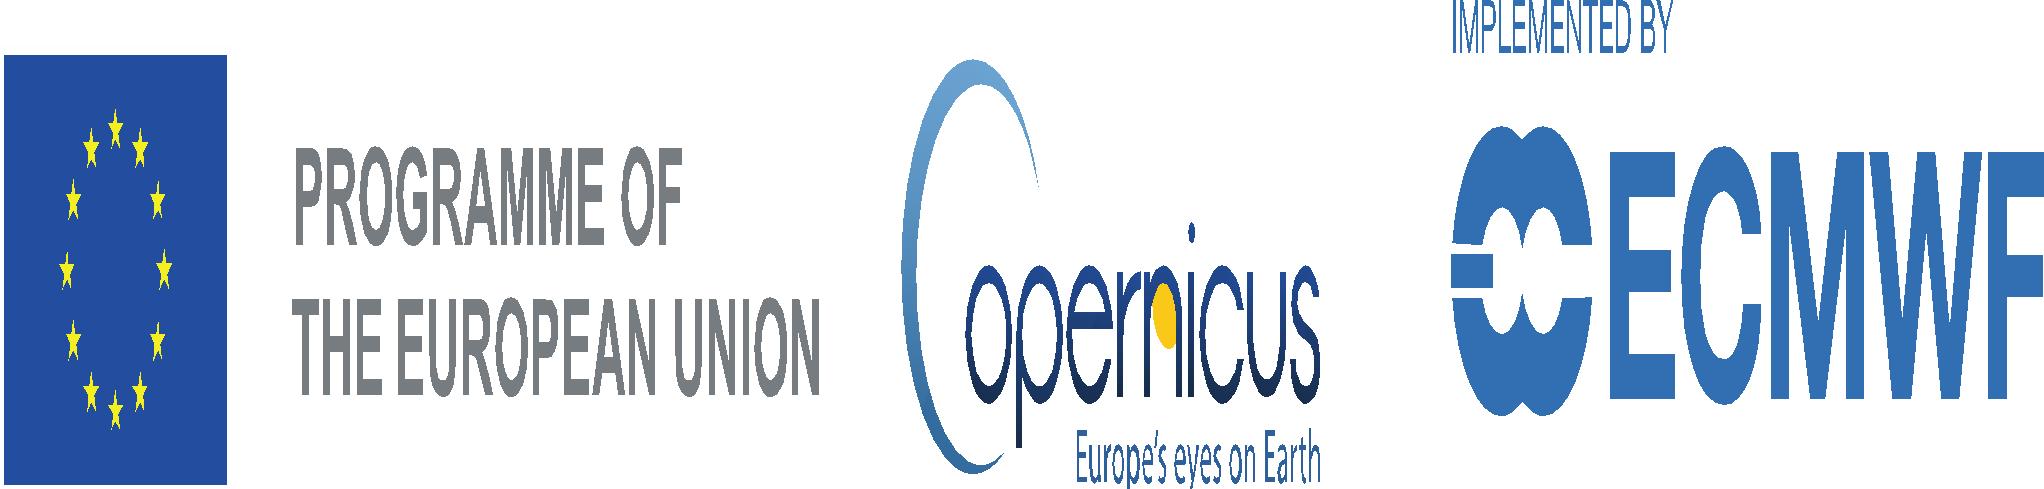 PROGRAMME OF
THE EUROPEAN UNION
Copernicus
Europe's eyes on Earth
IMPLEMENTED BY
ECMWF